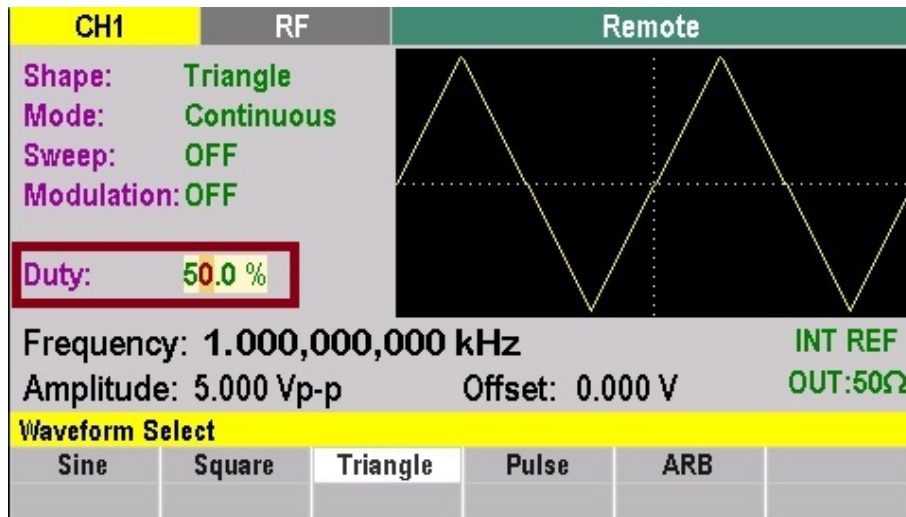 CH1 RF Remote
Shape: Triangle
Mode: Continuous
Sweep: OFF
Modulation: OFF
Duty: 50.0 %
Frequency: 1.000,000,000 kHz INT REF
Amplitude: 5.000 Vp-p Offset: 0.000 V OUT:50Ω
Waveform Select
Sine Square Triangle Pulse ARB